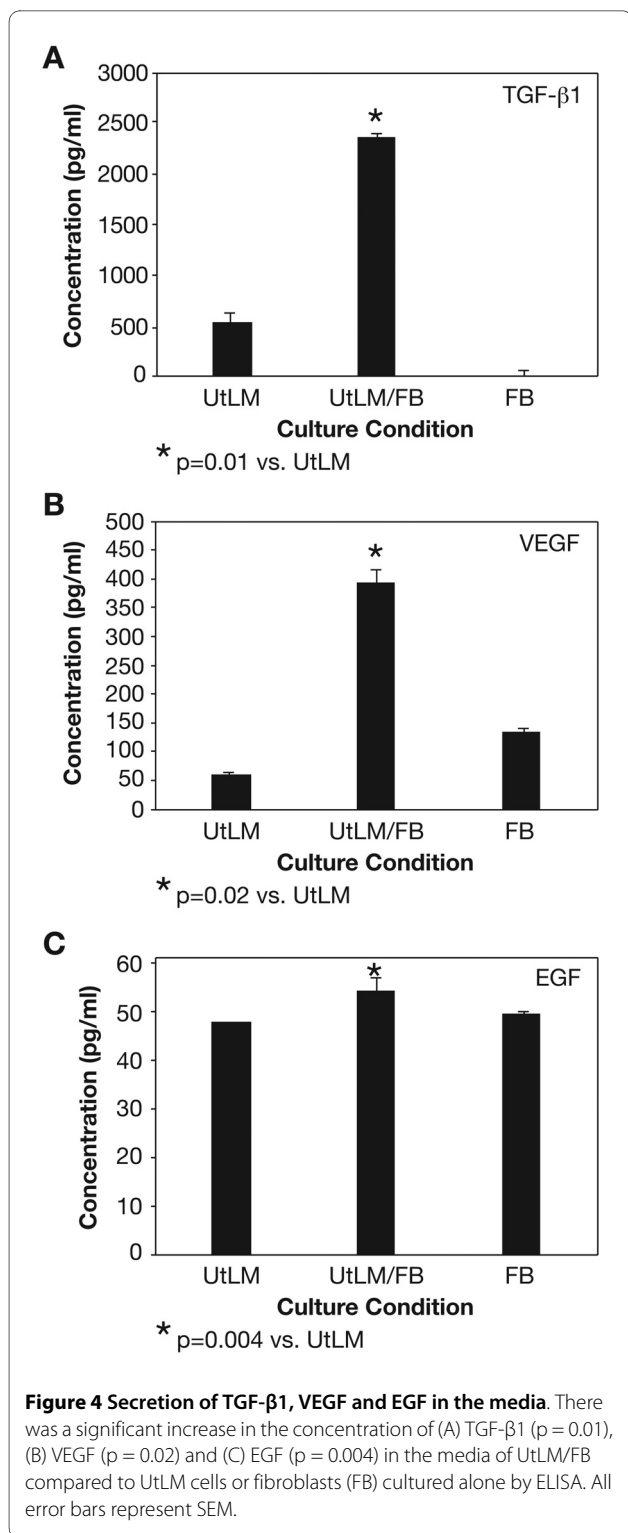 A
3000
2500
2000
1500
1000
500
0
Concentration (pg/ml)
TGF-β1
*
UtLM UtLM/FB FB
Culture Condition
* p=0.01 vs. UtLM
B
500
450
400
350
300
250
200
150
100
50
0
Concentration (pg/ml)
VEGF
*
UtLM UtLM/FB FB
Culture Condition
* p=0.02 vs. UtLM
C
60
50
40
30
20
10
0
Concentration (pg/ml)
EGF
*
UtLM UtLM/FB FB
Culture Condition
* p=0.004 vs. UtLM
Figure 4 Secretion of TGF-β1, VEGF and EGF in the media. There
was a significant increase in the concentration of (A) TGF-β1 (p = 0.01),
(B) VEGF (p = 0.02) and (C) EGF (p = 0.004) in the media of UtLM/FB
compared to UtLM cells or fibroblasts (FB) cultured alone by ELISA. All
error bars represent SEM.